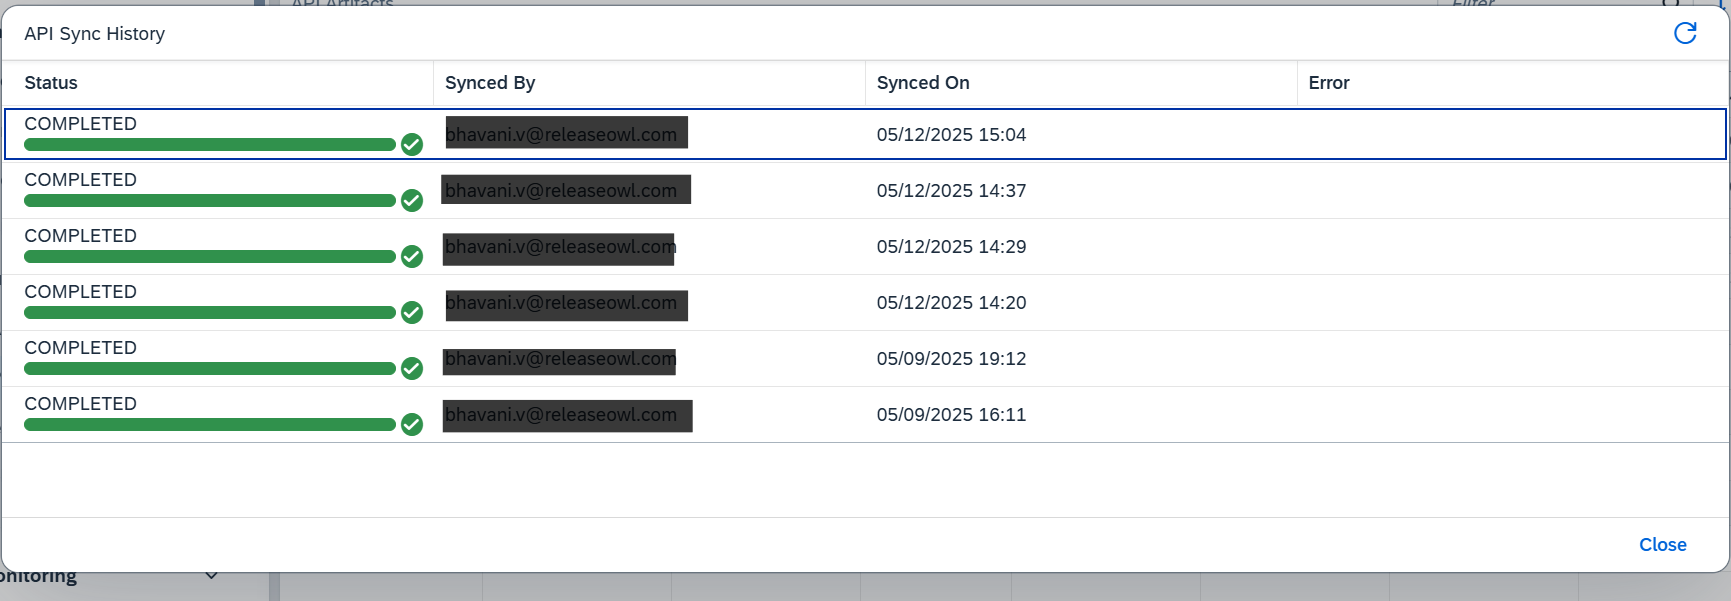 API Artifacts
Filter
API Sync History
Status Synced By Synced On Error
COMPLETED bhavani.v@releaseowl.com 05/12/2025 15:04
COMPLETED bhavani.v@releaseowl.com 05/12/2025 14:37
COMPLETED bhavani.v@releaseowl.com 05/12/2025 14:29
COMPLETED bhavani.v@releaseowl.com 05/12/2025 14:20
COMPLETED bhavani.v@releaseowl.com 05/09/2025 19:12
COMPLETED bhavani.v@releaseowl.com 05/09/2025 16:11
Close
onitoring